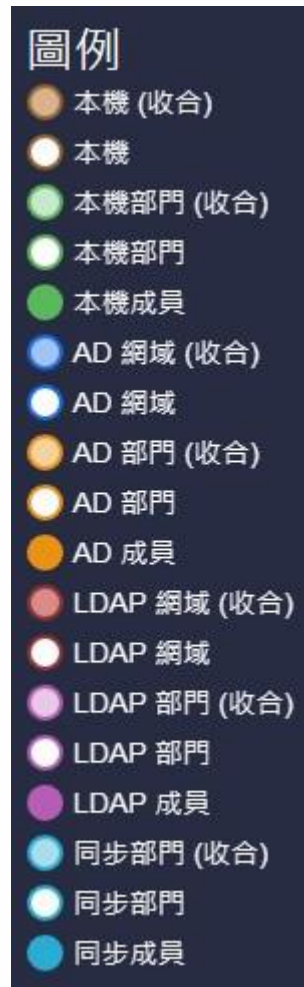 圖例
本機 (收合)
本機
本機部門 (收合)
本機部門
本機成員
AD 網域 (收合)
AD 網域
AD 部門 (收合)
AD 部門
AD 成員
LDAP 網域 (收合)
LDAP 網域
LDAP 部門 (收合)
LDAP 部門
LDAP 成員
同步部門 (收合)
同步部門
同步成員